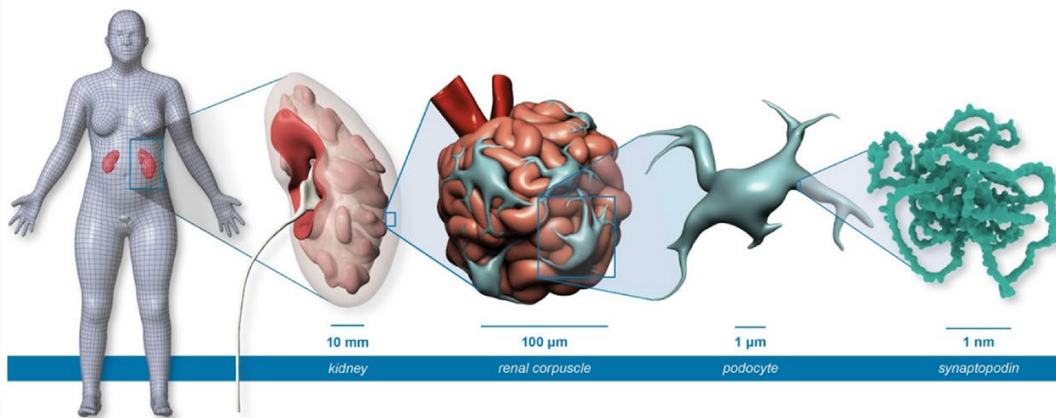 10 mm
100 µm
1 µm
1 nm
kidney
renal corpuscle
podocyte
synaptopodin